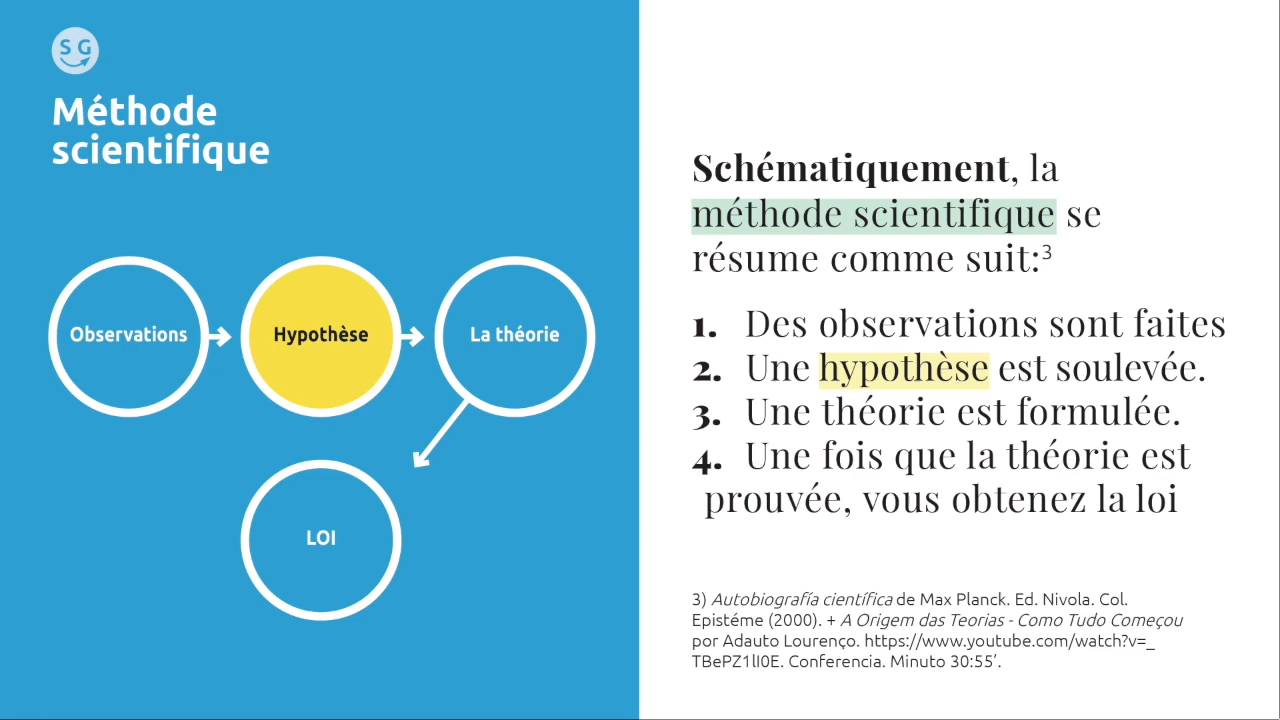 SG
Méthode
scientifique
Observations
Hypothèse
La théorie
LOI
Schématiquement, la
méthode scientifique se
résume comme suit:³
1. Des observations sont faites
2. Une hypothèse est soulevée.
3. Une théorie est formulée.
4. Une fois que la théorie est
prouvée, vous obtenez la loi
3) Autobiografía científica de Max Planck. Ed. Nivola. Col.
Epistéme (2000). + A Origem das Teorias - Como Tudo Começou
por Adauto Lourenço. https://www.youtube.com/watch?v=_
TBePZ1lI0E. Conferencia. Minuto 30:55’.